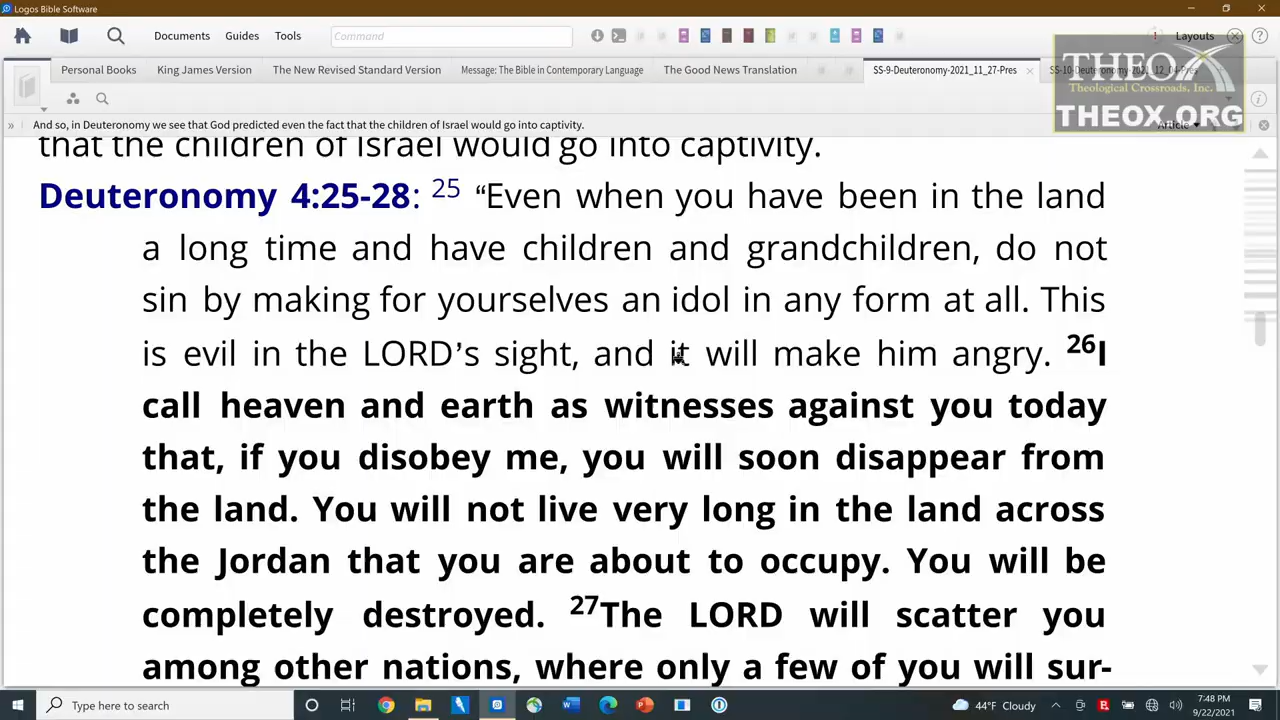 Logos Bible Software
Documents Guides Tools Command Layouts
Personal Books King James Version The New Revised Message: The Bible in Contemporary Language The Good News Translation SS-9-Deuteronomy-2021_11_27-Pres SS-10-Deuteronomy-2021_12_04-Pres
THEOX
Theological Crossroads, Inc.
THEOX.ORG
» And so, in Deuteronomy we see that God predicted even the fact that the children of Israel would go into captivity. Article
that the children of Israel would go into captivity.
Deuteronomy 4:25-28: 25 “Even when you have been in the land
a long time and have children and grandchildren, do not
sin by making for yourselves an idol in any form at all. This
is evil in the LORD’s sight, and it will make him angry. 26I
call heaven and earth as witnesses against you today
that, if you disobey me, you will soon disappear from
the land. You will not live very long in the land across
the Jordan that you are about to occupy. You will be
completely destroyed. 27The LORD will scatter you
among other nations, where only a few of you will sur-
Type here to search
44°F Cloudy
7:48 PM
9/22/2021